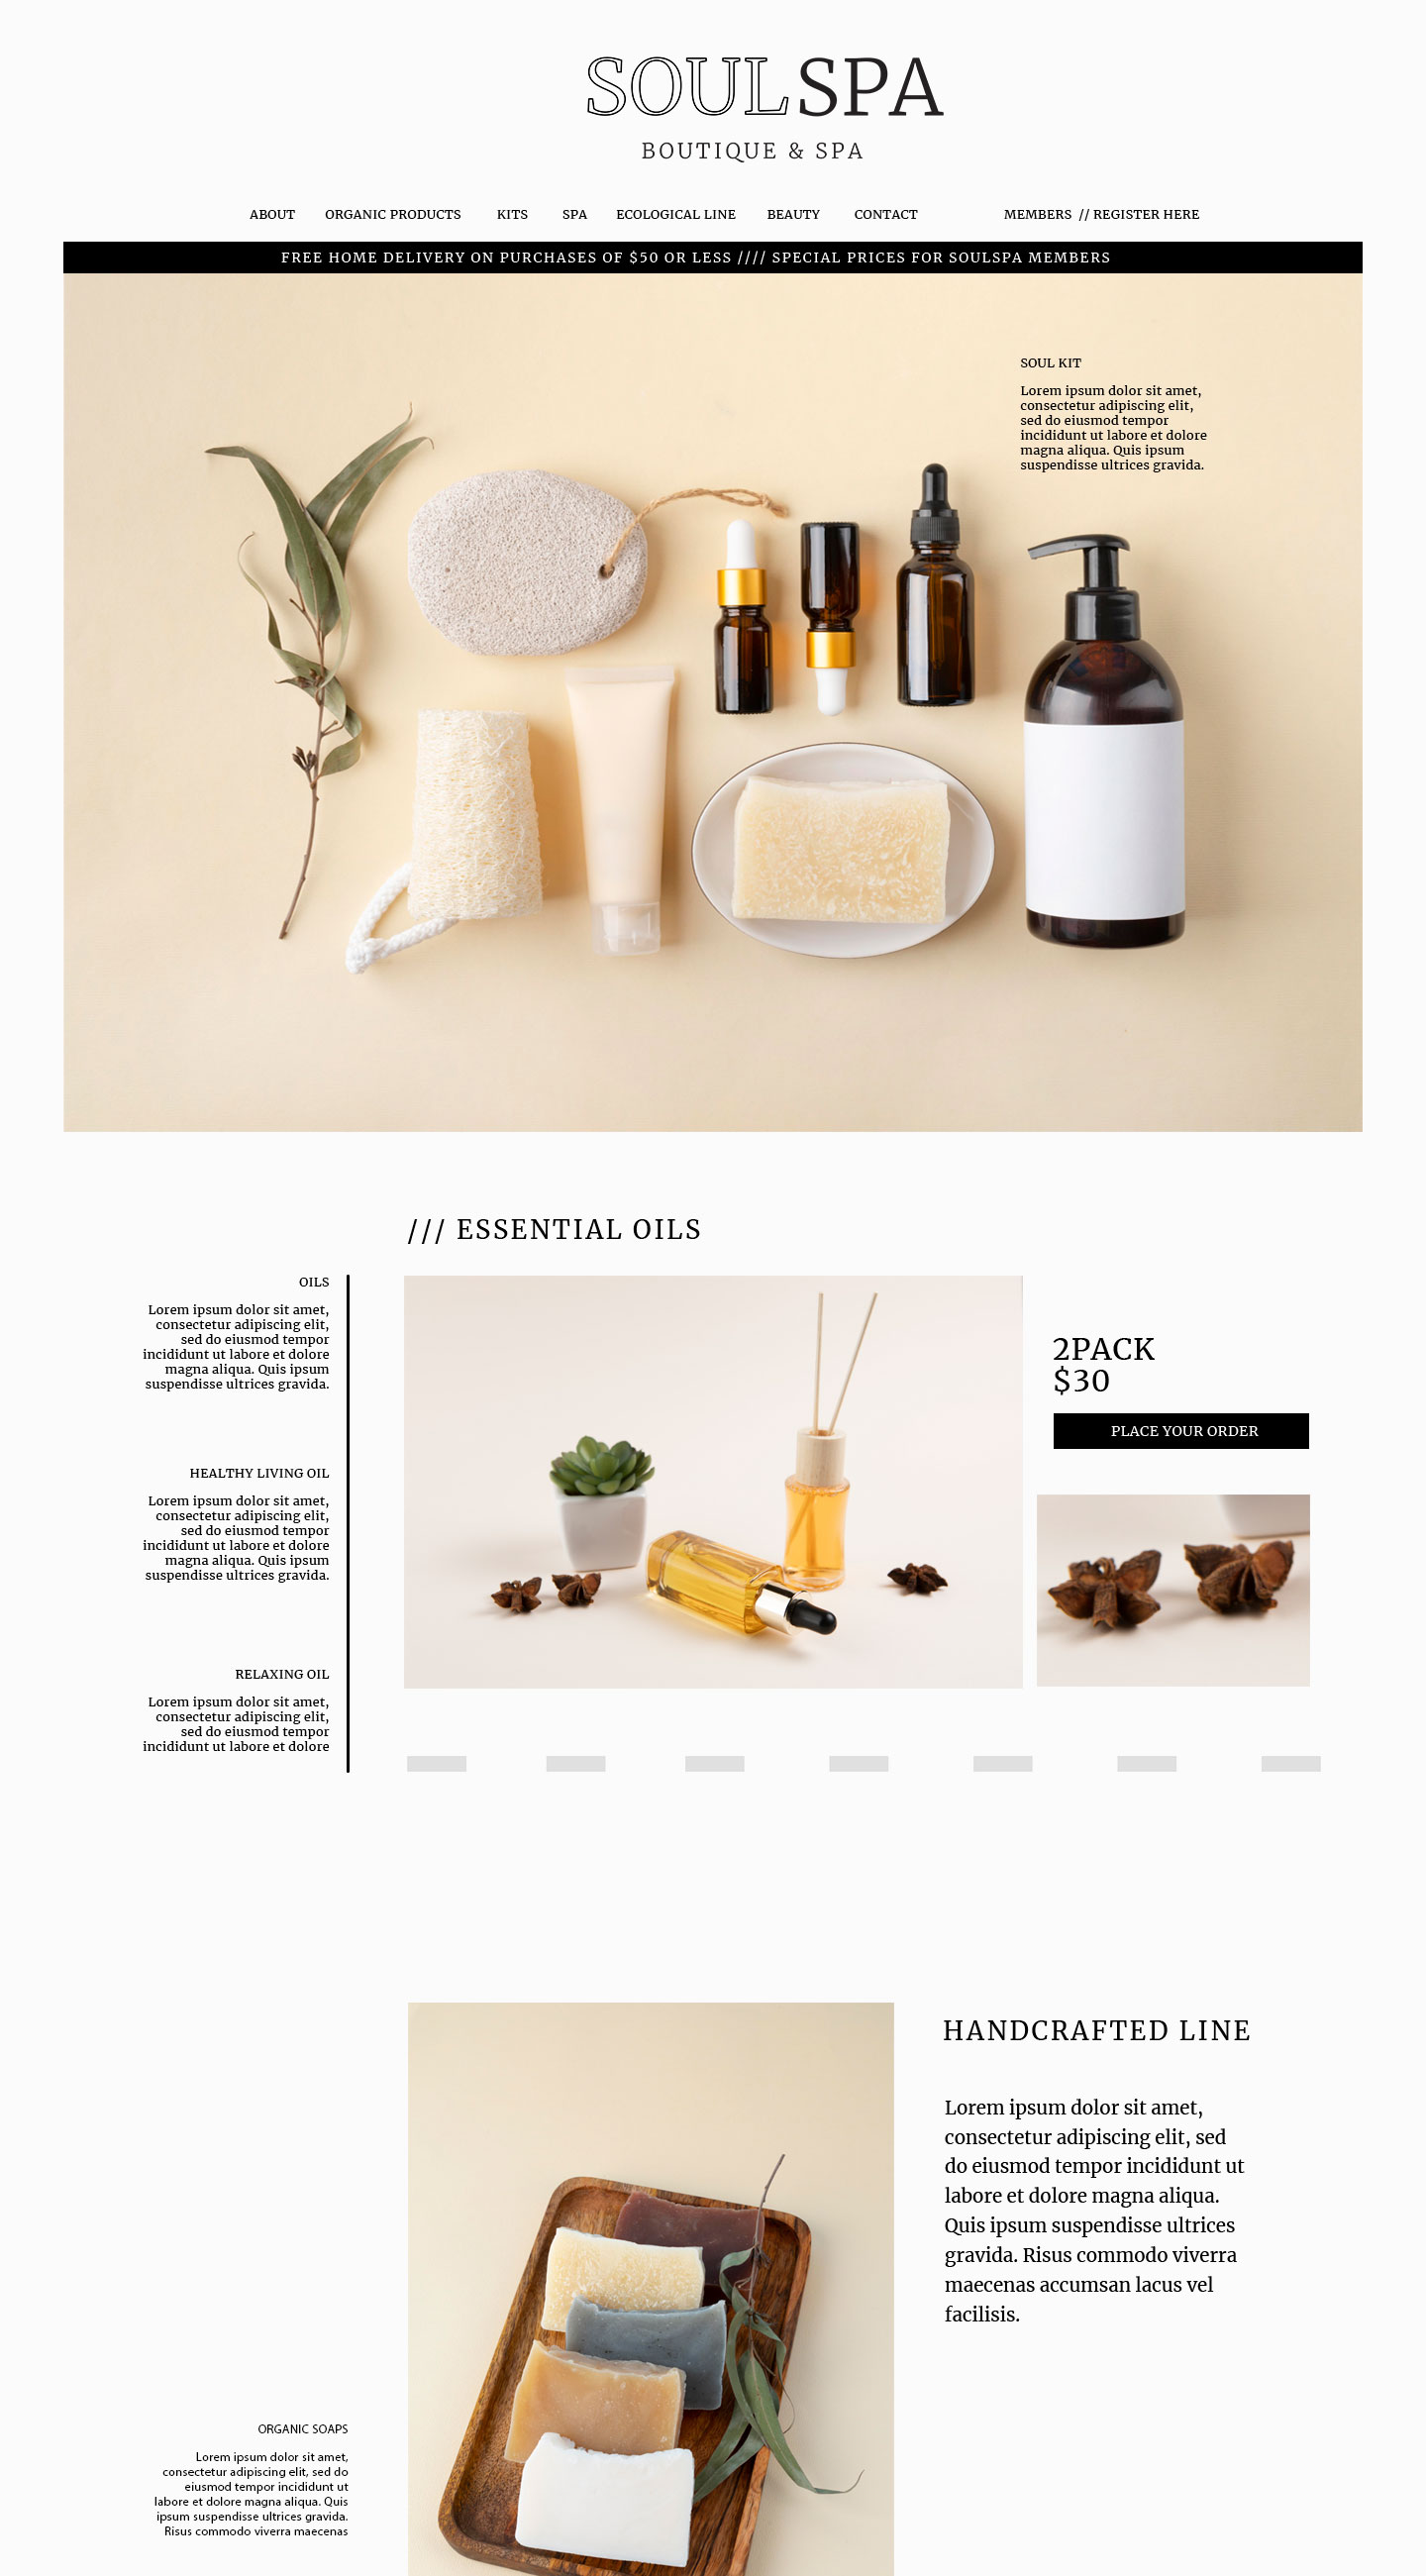 SOULSPA
BOUTIQUE & SPA
ABOUT ORGANIC PRODUCTS KITS SPA ECOLOGICAL LINE BEAUTY CONTACT MEMBERS // REGISTER HERE
FREE HOME DELIVERY ON PURCHASES OF $50 OR LESS //// SPECIAL PRICES FOR SOULSPA MEMBERS
SOUL KIT
Lorem ipsum dolor sit amet,
consectetur adipiscing elit,
sed do eiusmod tempor
incididunt ut labore et dolore
magna aliqua. Quis ipsum
suspendisse ultrices gravida.
/// ESSENTIAL OILS
OILS
Lorem ipsum dolor sit amet,
consectetur adipiscing elit,
sed do eiusmod tempor
incididunt ut labore et dolore
magna aliqua. Quis ipsum
suspendisse ultrices gravida.
HEALTHY LIVING OIL
Lorem ipsum dolor sit amet,
consectetur adipiscing elit,
sed do eiusmod tempor
incididunt ut labore et dolore
magna aliqua. Quis ipsum
suspendisse ultrices gravida.
RELAXING OIL
Lorem ipsum dolor sit amet,
consectetur adipiscing elit,
sed do eiusmod tempor
incididunt ut labore et dolore
2PACK
$30
PLACE YOUR ORDER
HANDCRAFTED LINE
Lorem ipsum dolor sit amet,
consectetur adipiscing elit, sed
do eiusmod tempor incididunt ut
labore et dolore magna aliqua.
Quis ipsum suspendisse ultrices
gravida. Risus commodo viverra
maecenas accumsan lacus vel
facilisis.
ORGANIC SOAPS
Lorem ipsum dolor sit amet,
consectetur adipiscing elit, sed do
eiusmod tempor incididunt ut
labore et dolore magna aliqua. Quis
ipsum suspendisse ultrices gravida.
Risus commodo viverra maecenas